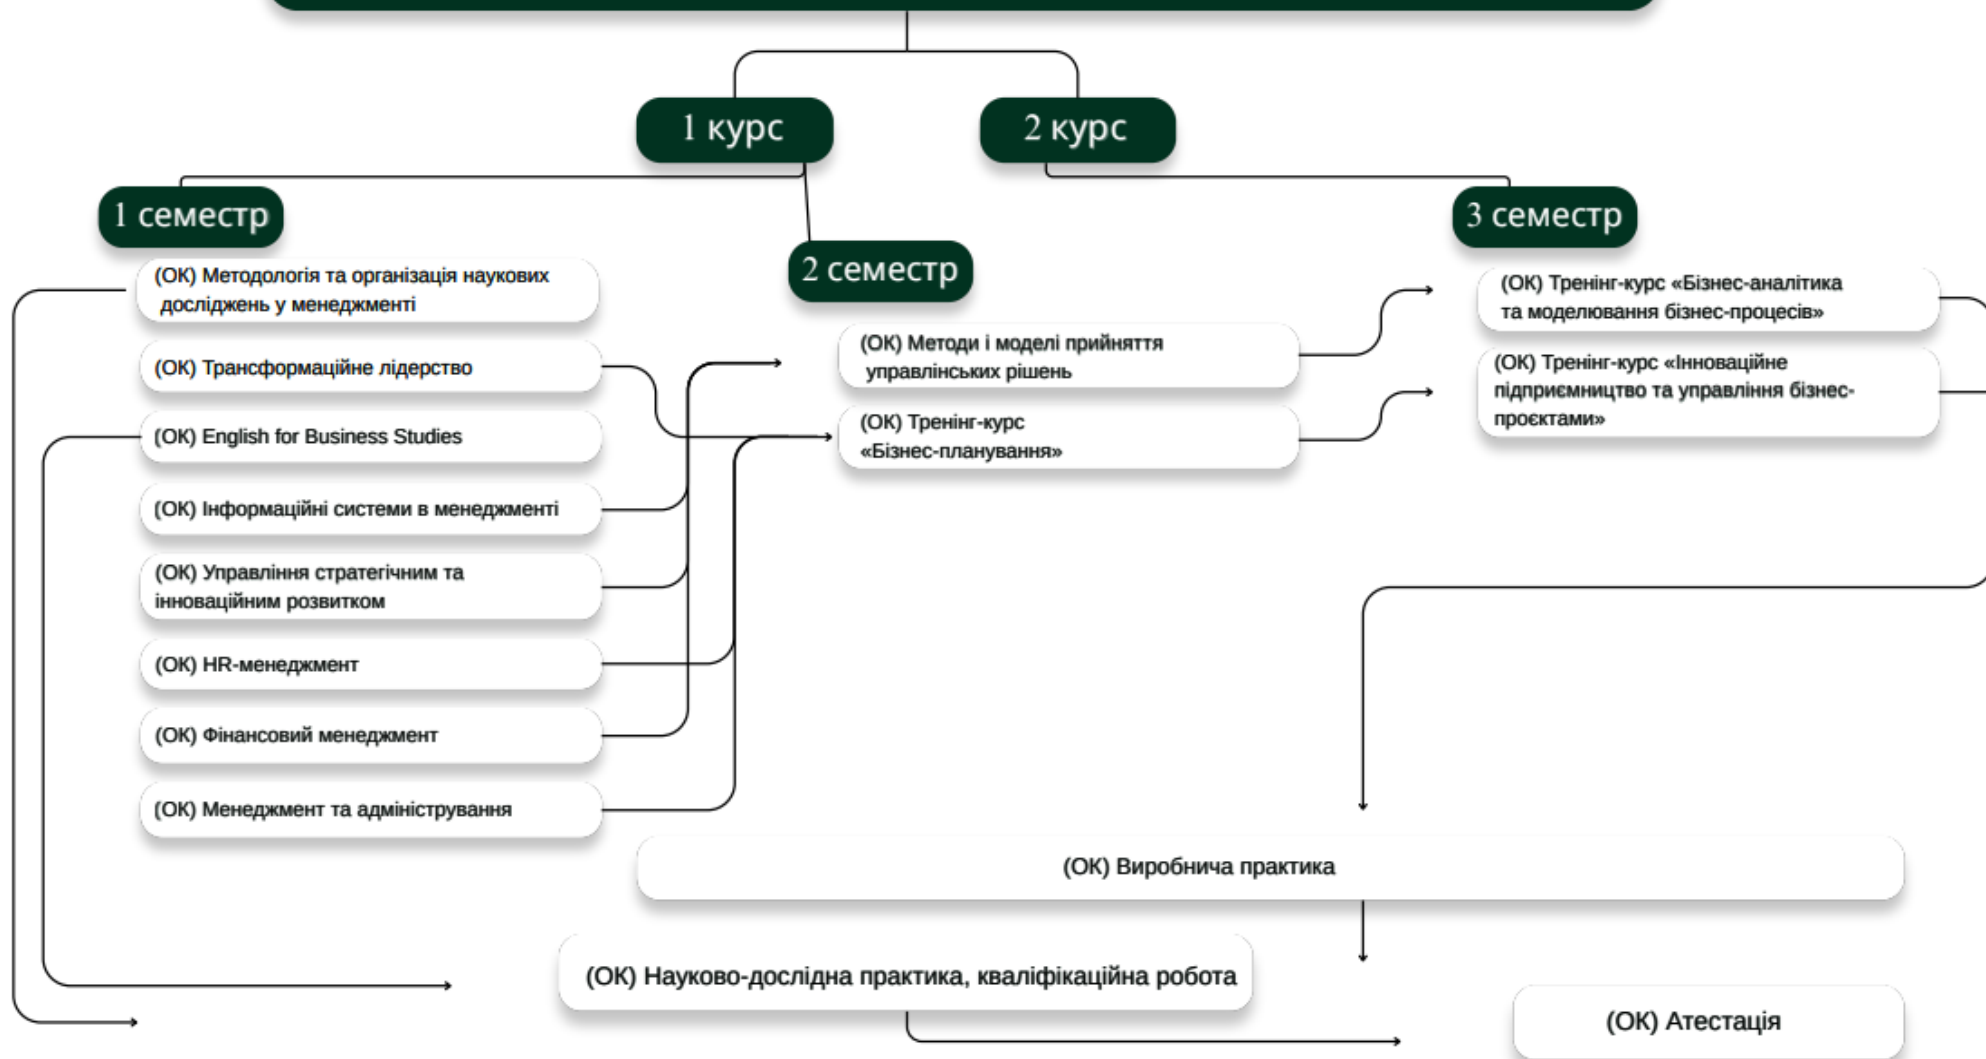 1 курс
2 курс
1 семестр
(ОК) Методологія та організація наукових
досліджень у менеджменті
(ОК) Трансформаційне лідерство
(ОК) English for Business Studies
(ОК) Інформаційні системи в менеджменті
(ОК) Управління стратегічним та
інноваційним розвитком
(ОК) HR-менеджмент
(ОК) Фінансовий менеджмент
(ОК) Менеджмент та адміністрування
2 семестр
(ОК) Методи і моделі прийняття
управлінських рішень
(ОК) Тренінг-курс
«Бізнес-планування»
3 семестр
(ОК) Тренінг-курс «Бізнес-аналітика
та моделювання бізнес-процесів»
(ОК) Тренінг-курс «Інноваційне
підприємництво та управління бізнес-
проєктами»
(ОК) Виробнича практика
(ОК) Науково-дослідна практика, кваліфікаційна робота
(ОК) Атестація